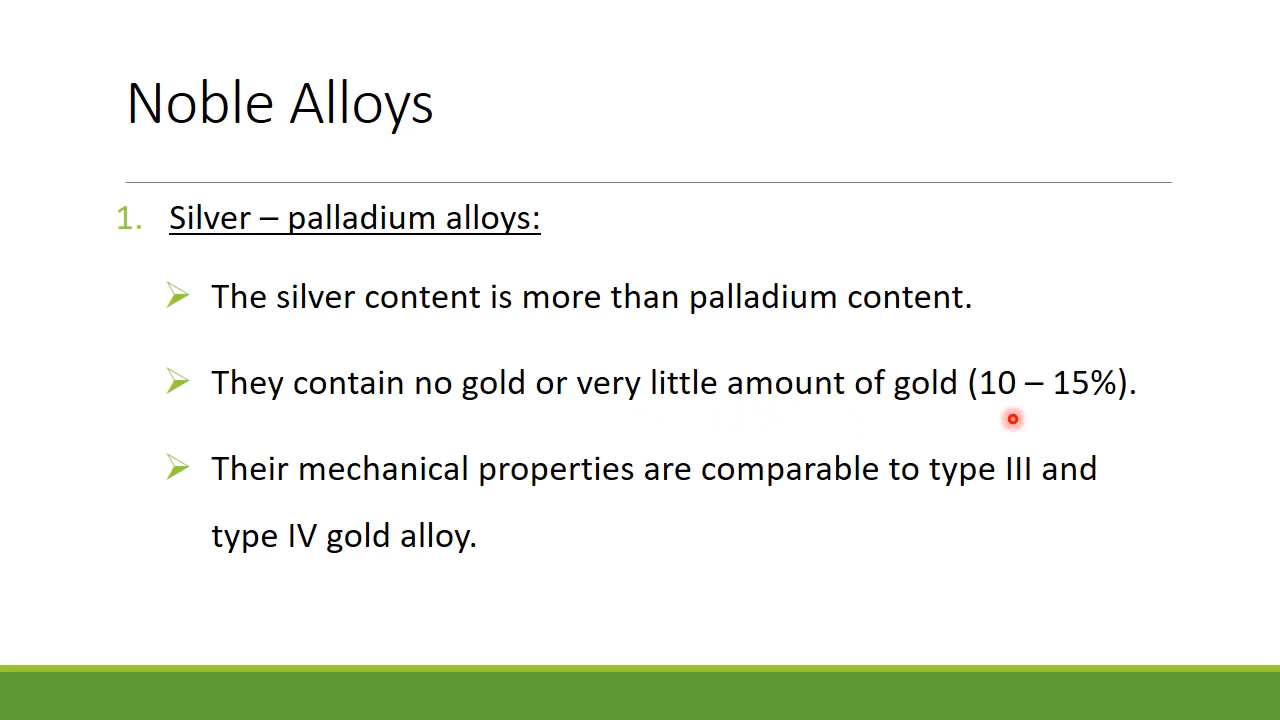 Noble Alloys
1. Silver – palladium alloys:
The silver content is more than palladium content.
They contain no gold or very little amount of gold (10 – 15%).
Their mechanical properties are comparable to type III and
type IV gold alloy.